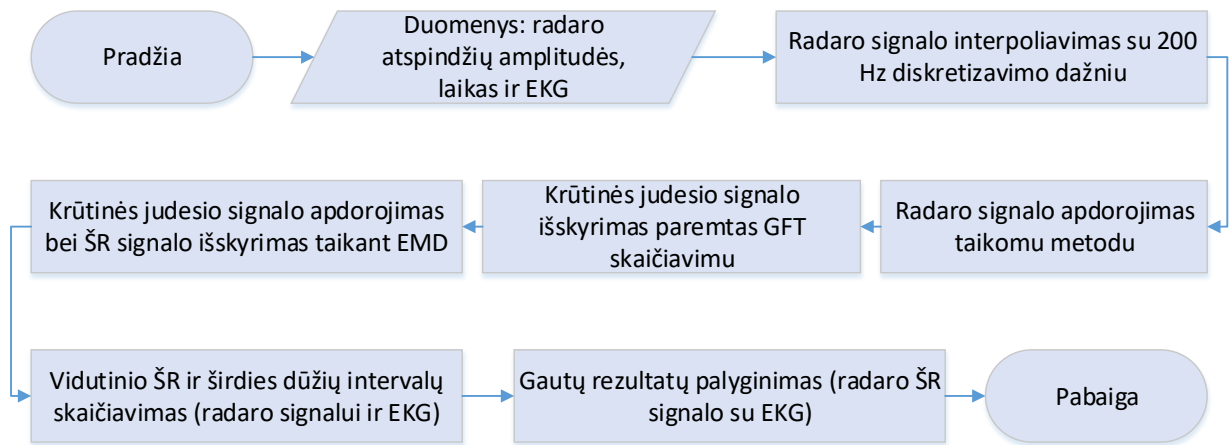 Pradžia
Duomenys: radaro
atspindžių amplitudės,
laikas ir EKG
Radaro signalo interpoliavimas su 200
Hz diskretizavimo dažniu
Radaro signalo apdorojimas
taikomu metodu
Krūtinės judesio signalo
išskyrimas paremtas GFT
skaičiavimu
Krūtinės judesio signalo apdorojimas
bei ŠR signalo išskyrimas taikant EMD
Vidutinio ŠR ir širdies dūžių intervalų
skaičiavimas (radaro signalui ir EKG)
Gautų rezultatų palyginimas (radaro ŠR
signalo su EKG)
Pabaiga